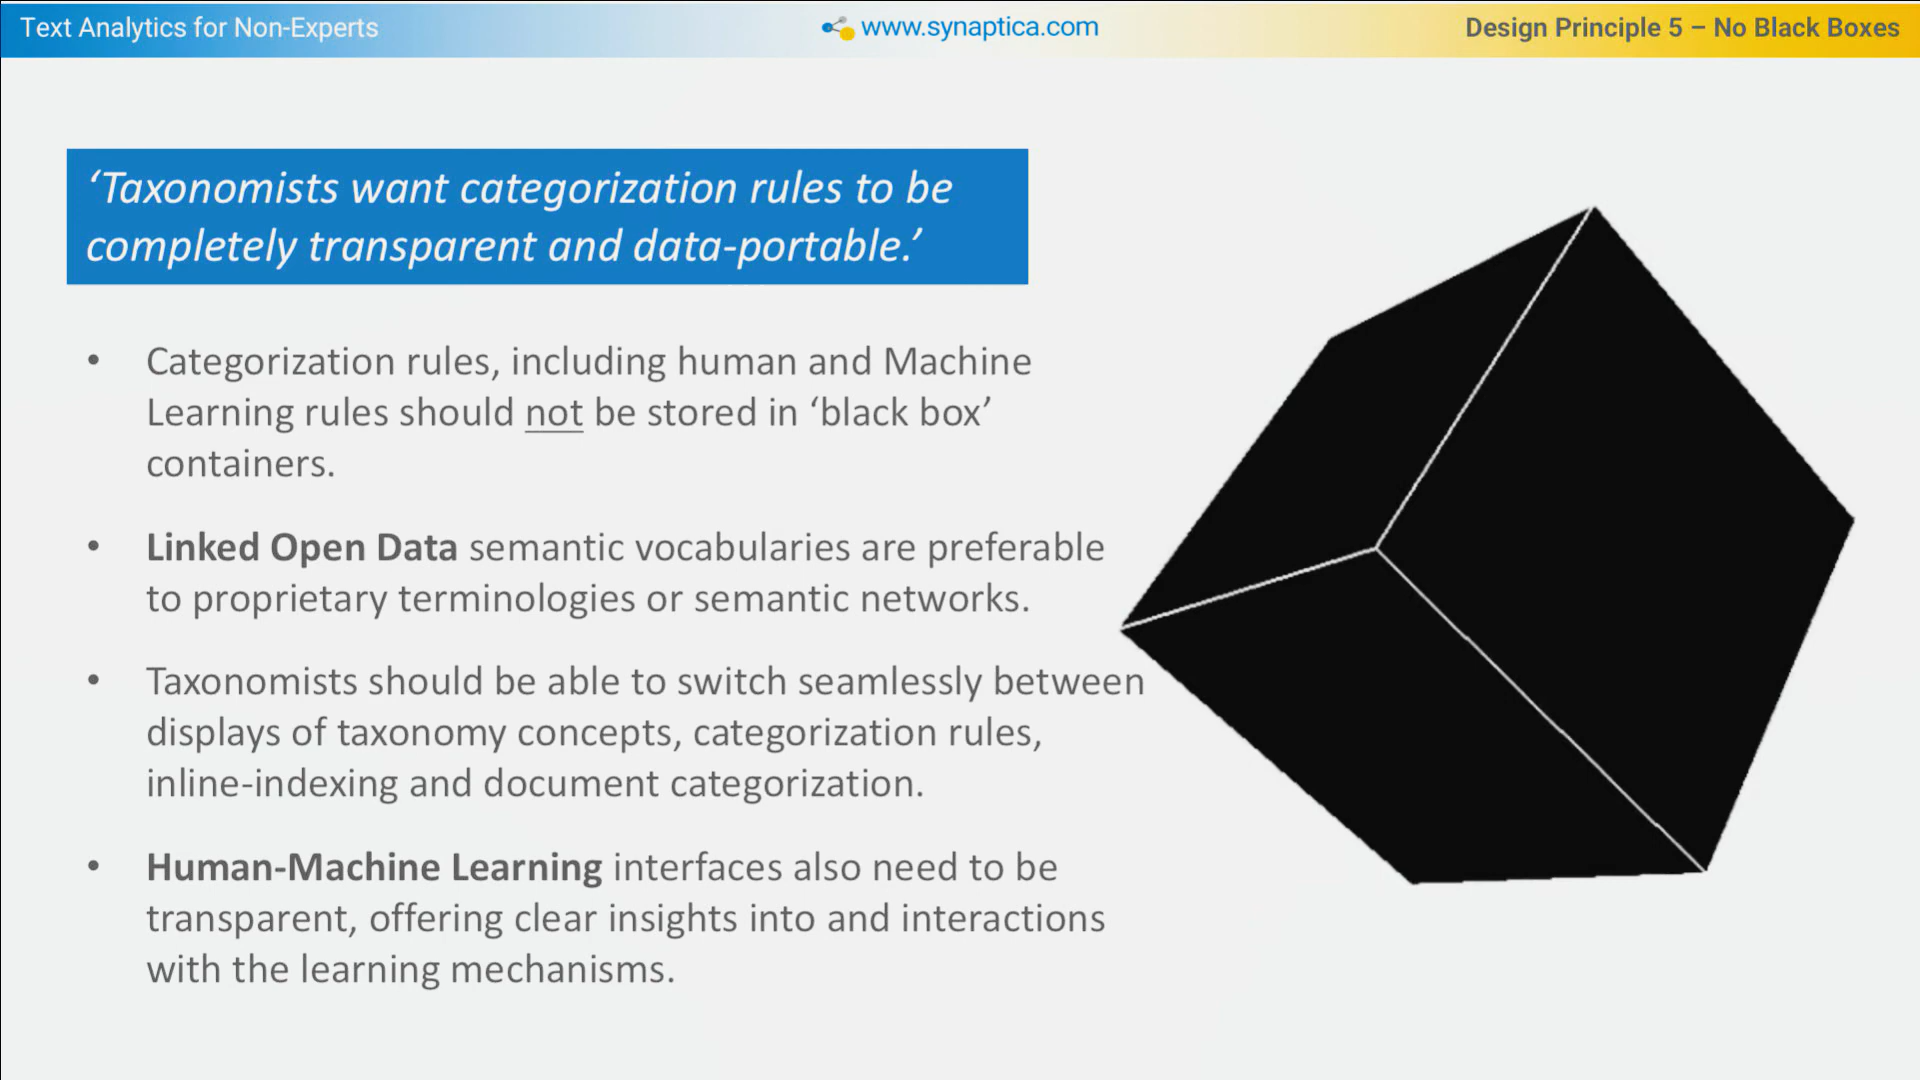 Text Analytics for Non-Experts
www.synaptica.com
Design Principle 5 – No Black Boxes
‘Taxonomists want categorization rules to be
completely transparent and data-portable.’
• Categorization rules, including human and Machine
Learning rules should not be stored in ‘black box’
containers.
• Linked Open Data semantic vocabularies are preferable
to proprietary terminologies or semantic networks.
• Taxonomists should be able to switch seamlessly between
displays of taxonomy concepts, categorization rules,
inline-indexing and document categorization.
• Human-Machine Learning interfaces also need to be
transparent, offering clear insights into and interactions
with the learning mechanisms.